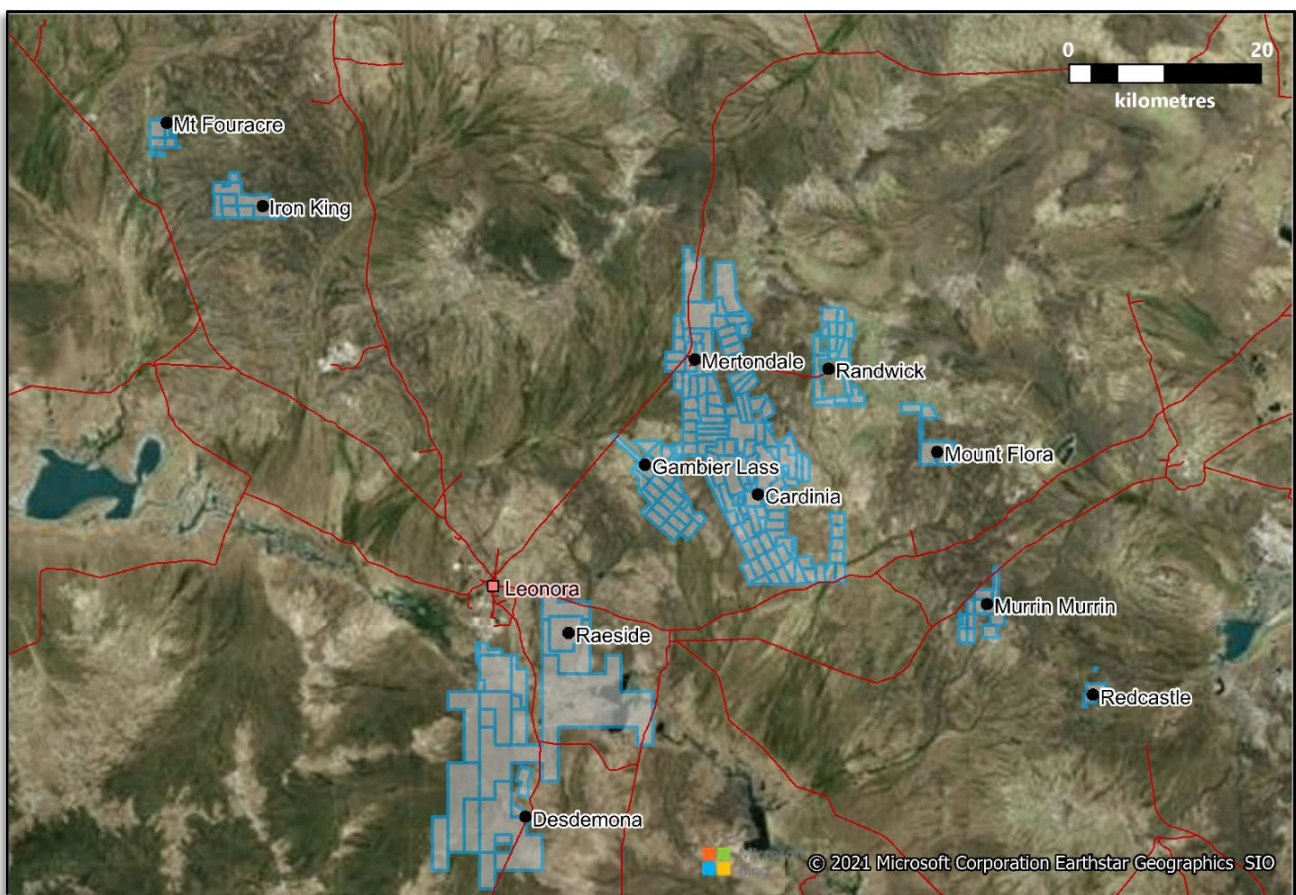 0 20
kilometres
Mt Fouracre
Iron King
Mertondale
Randwick
Mount Flora
Gambier Lass
Cardinia
Leonora
Murrin Murrin
Raeside
Redcastle
Desdemona
© 2021 Microsoft Corporation Earthstar Geographics SIO